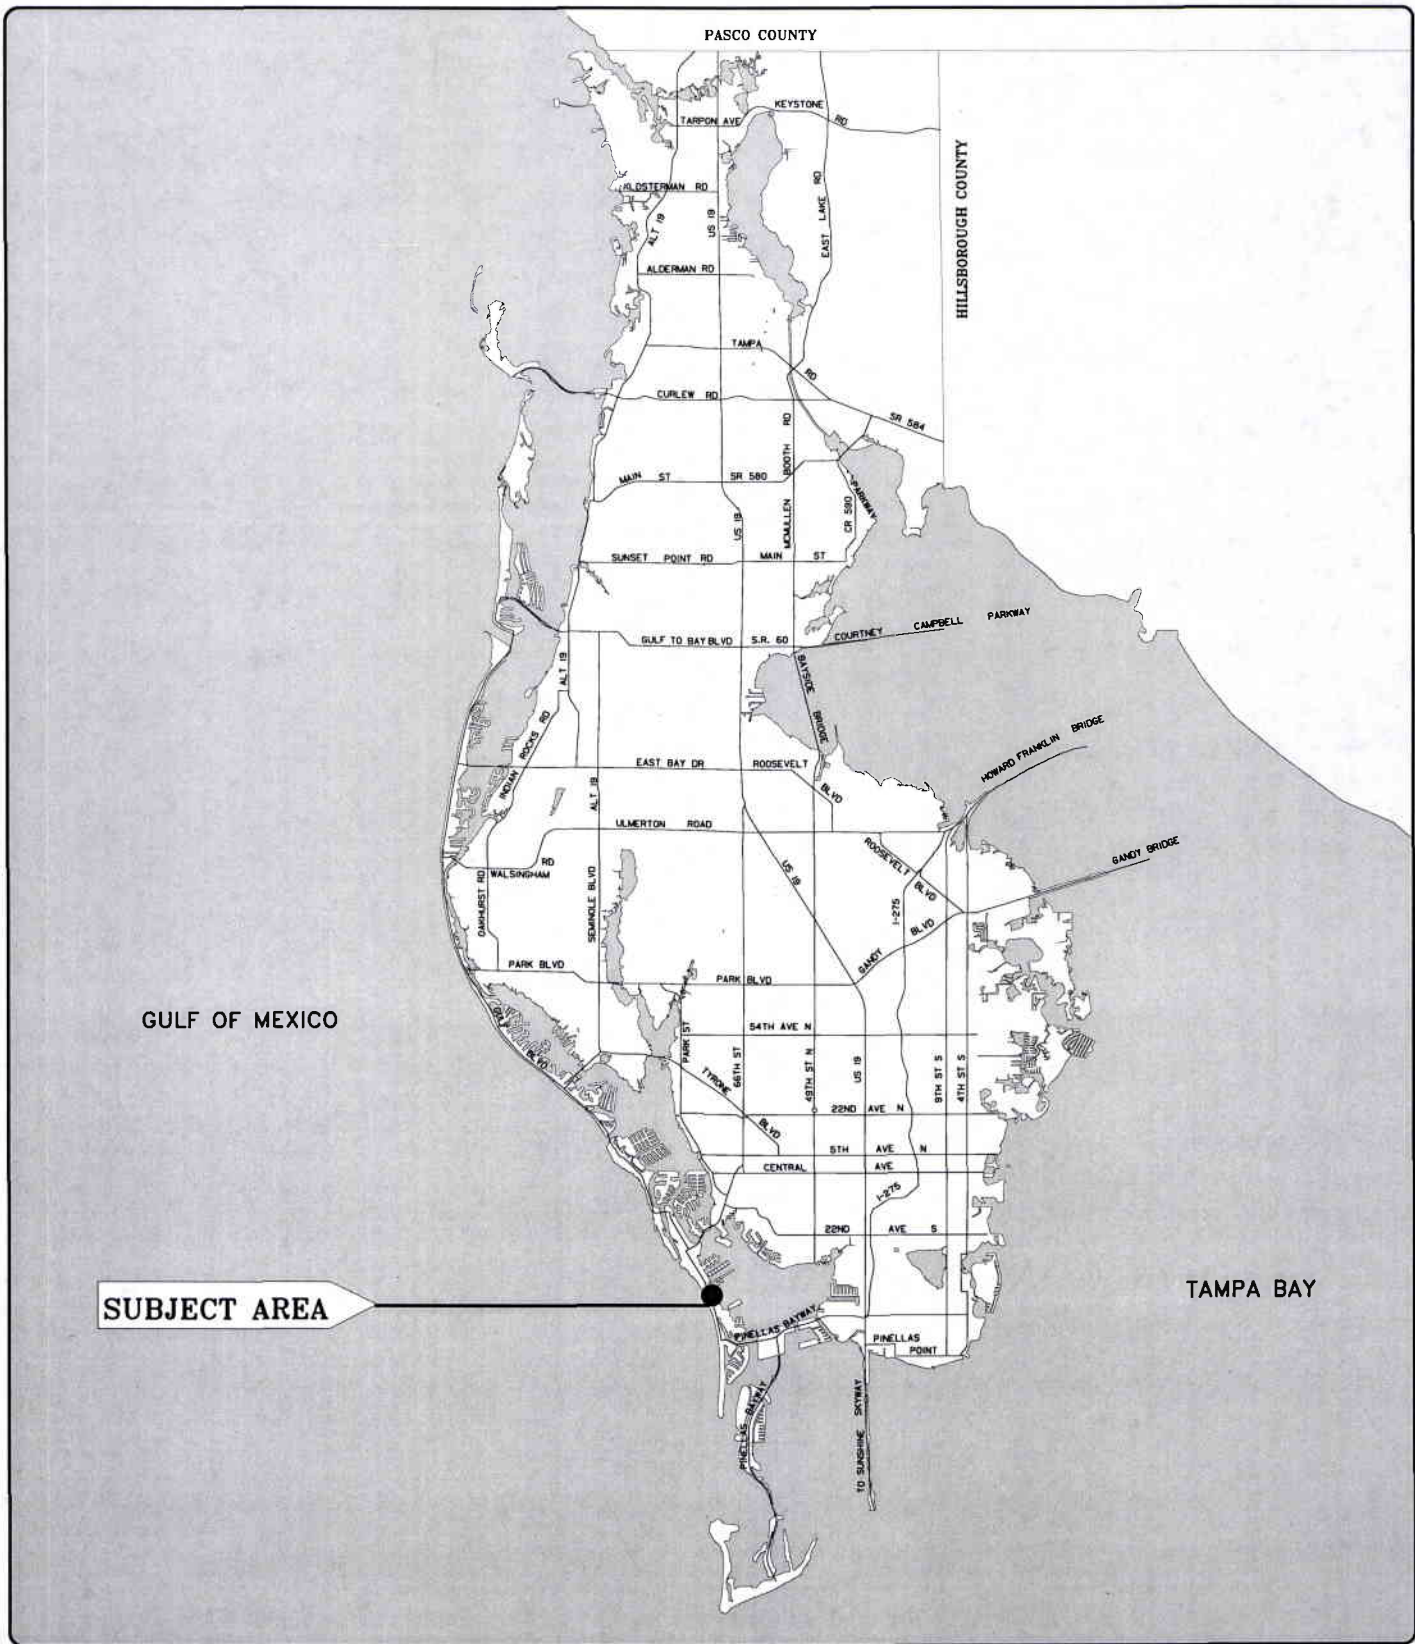 PASCO COUNTY
KEYSTONE RD
TARPON AVE
HILLSBOROUGH COUNTY
KLOSTERMAN RD
EAST LAKE RD
ALT 19
US 19
ALDERMAN RD
TAMPA RD
CURLEW RD
SR 584
MCMULLEN BOOTH RD
MAIN ST
SR 580
PARKWAY
CR 590
US 19
SUNSET POINT RD
MAIN ST
COURTNEY CAMPBELL PARKWAY
GULF TO BAY BLVD
S.R. 60
ALT 19
BAYSIDE BRIDGE
INDIAN ROCKS RD
HOWARD FRANKLIN BRIDGE
EAST BAY DR
ROOSEVELT BLVD
ALT 19
ULMERTON ROAD
ROOSEVELT BLVD
GANDY BRIDGE
WALSINGHAM RD
US 19
OAKHURST RD
SEMINOLE BLVD
I-275
GANDY BLVD
PARK BLVD
PARK BLVD
GULF OF MEXICO
GULF BLVD
54TH AVE N
PARK ST
66TH ST
49TH ST N
US 19
9TH ST S
4TH ST S
TYRONE BLVD
22ND AVE N
5TH AVE N
CENTRAL AVE
I-275
22ND AVE S
TAMPA BAY
SUBJECT AREA
PINELLAS BAYWAY
PINELLAS POINT
PINELLAS BAYWAY
TO SUNSHINE SKYWAY